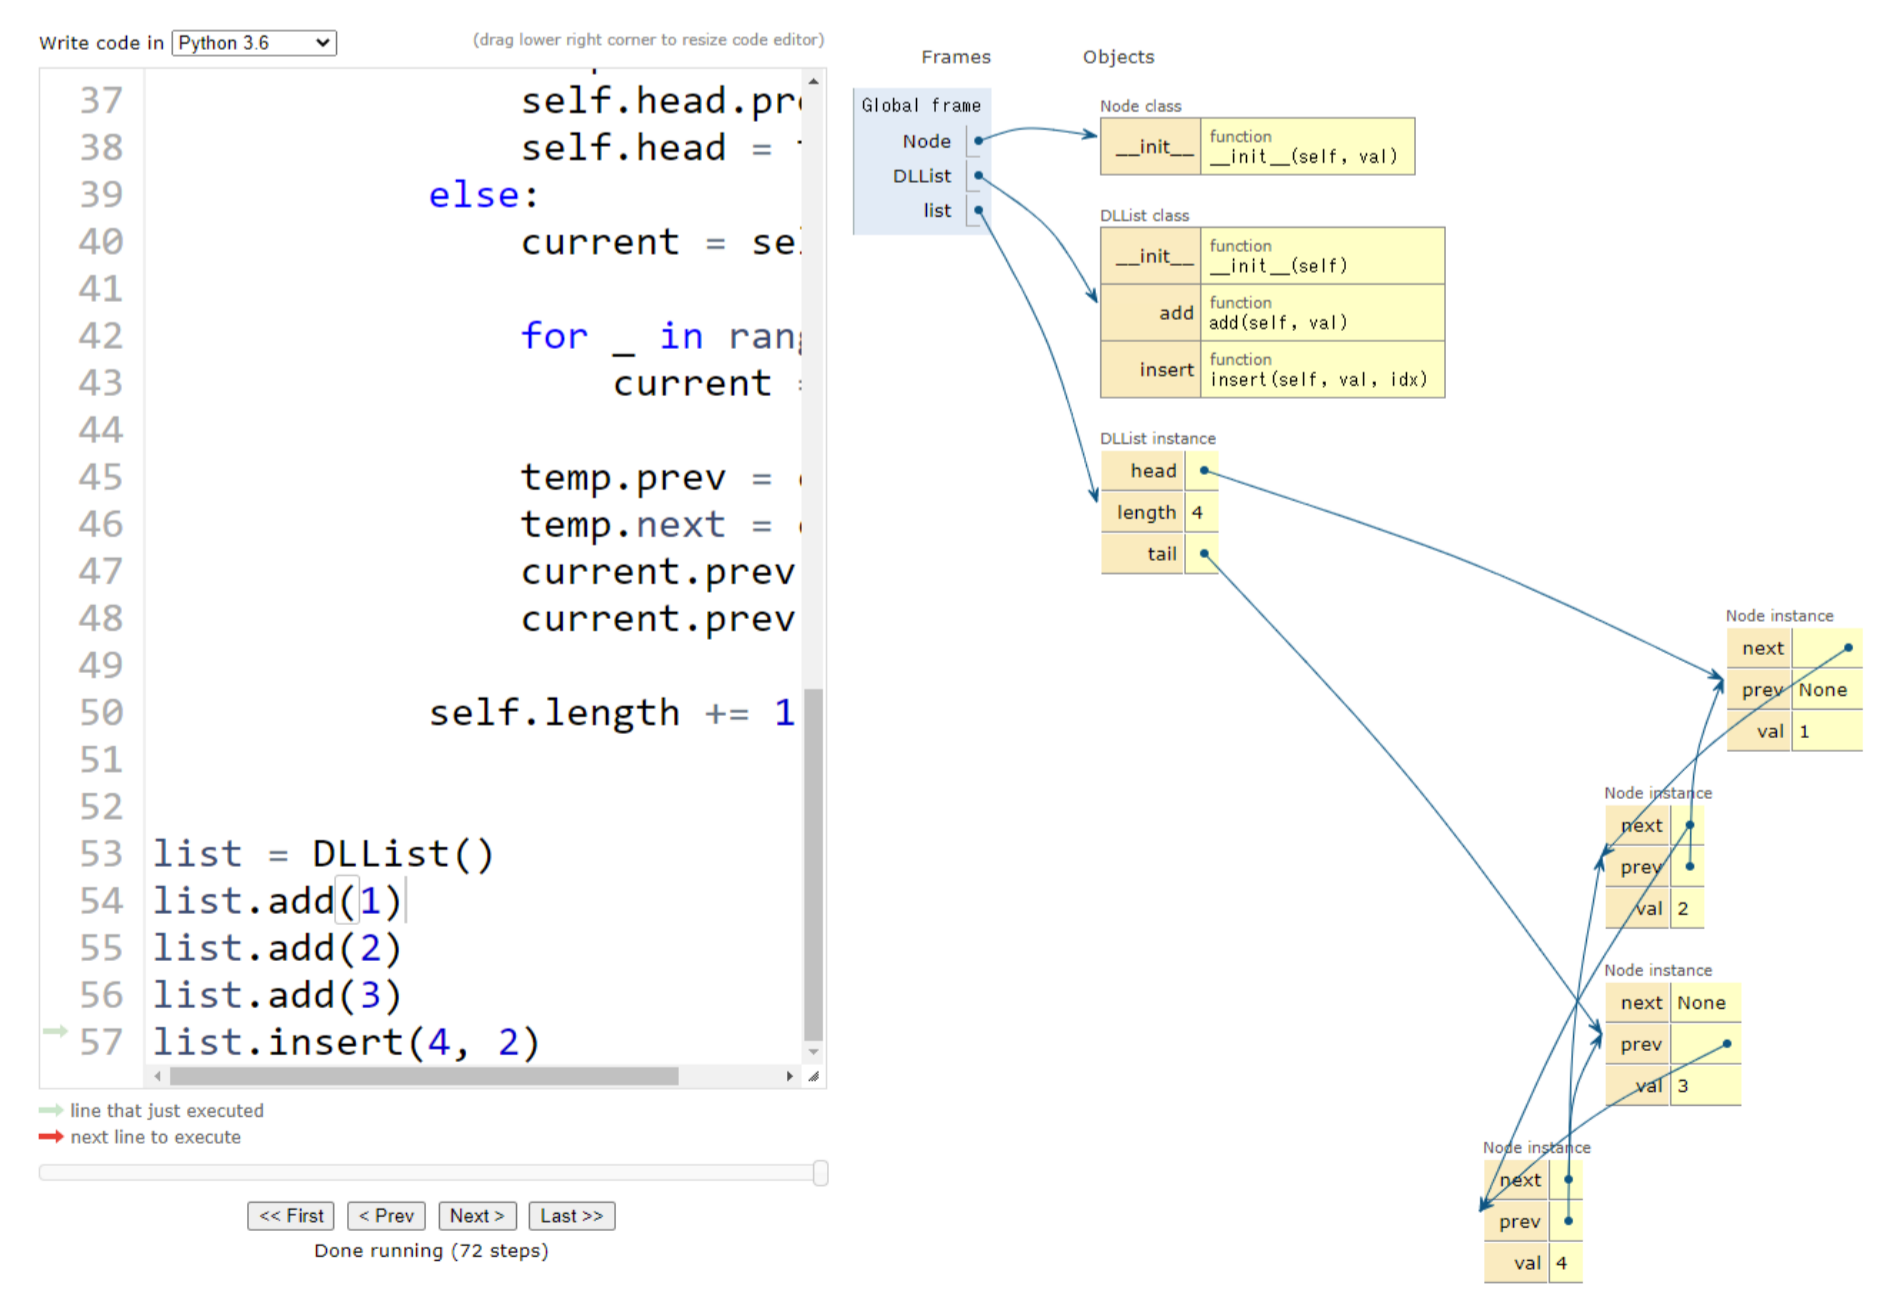 Write code in Python 3.6
(drag lower right corner to resize code editor)
37 self.head.pr
38 self.head =
39 else:
40 current = se
41
42 for _ in ran
43 current
44
45 temp.prev =
46 temp.next =
47 current.prev
48 current.prev
49
50 self.length += 1
51
52
53 list = DLList()
54 list.add(1)
55 list.add(2)
56 list.add(3)
57 list.insert(4, 2)
line that just executed
next line to execute
<< First < Prev Next > Last >>
Done running (72 steps)
Frames Objects
Global frame
Node
DLList
list
Node class
__init__ function
__init__(self, val)
DLList class
__init__ function
__init__(self)
add function
add(self, val)
insert function
insert(self, val, idx)
DLList instance
head
length 4
tail
Node instance
next
prev None
val 1
Node instance
next
prev
val 2
Node instance
next None
prev
val 3
Node instance
next
prev
val 4